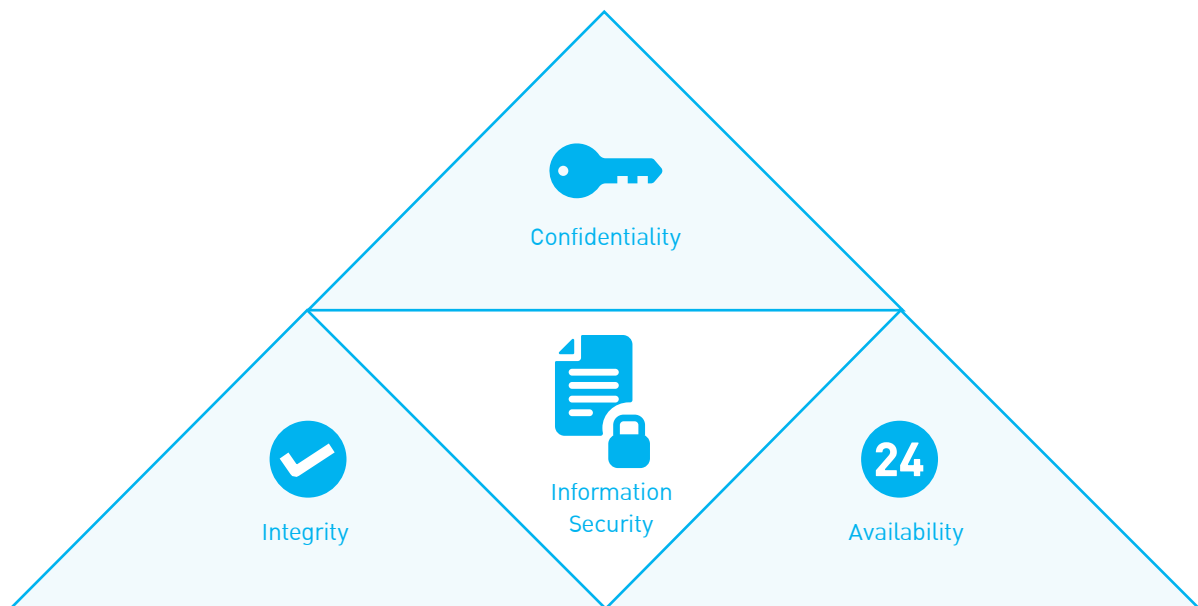 Confidentiality
Information
Security
24
Integrity
Availability